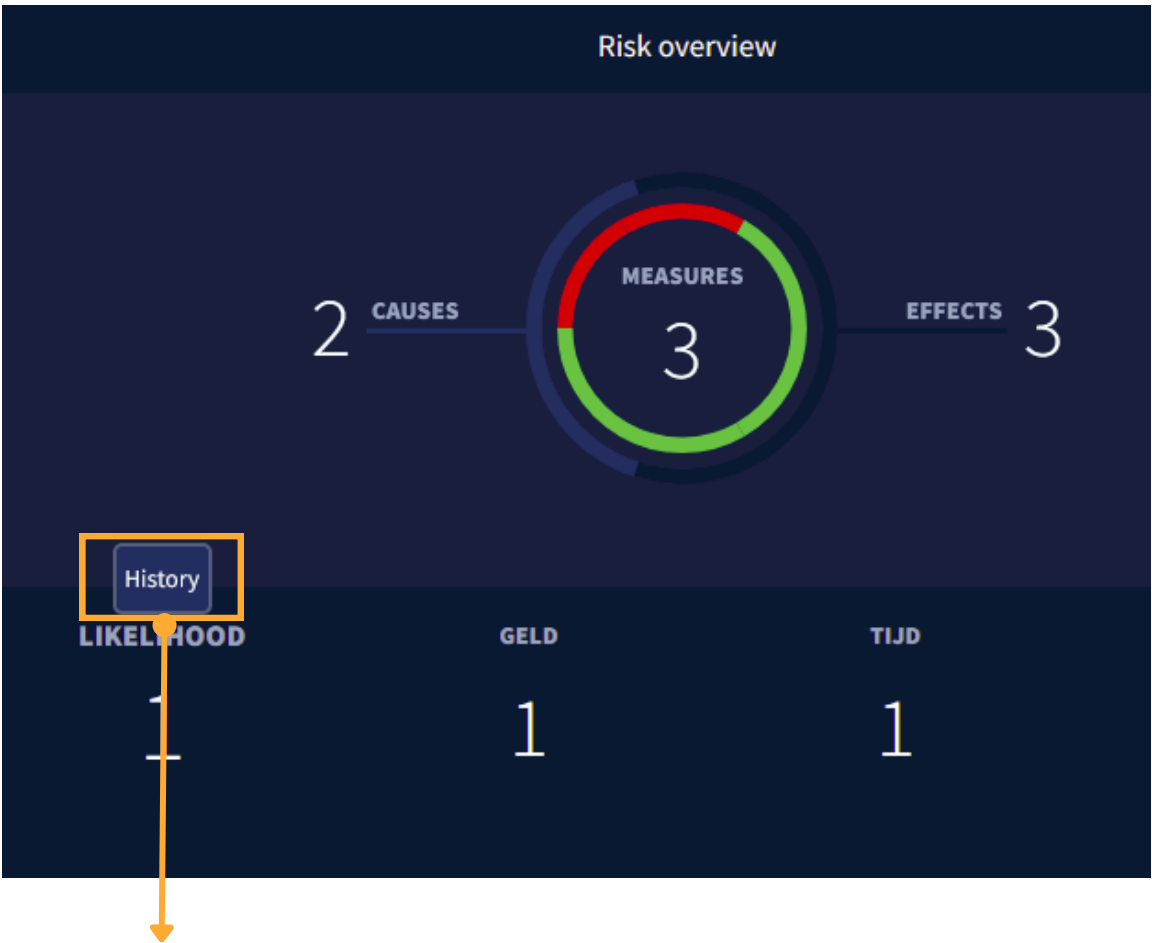 Risk overview
MEASURES
2 CAUSES
EFFECTS 3
3
History
LIKELIHOOD
GELD
TIJD
1
1
1